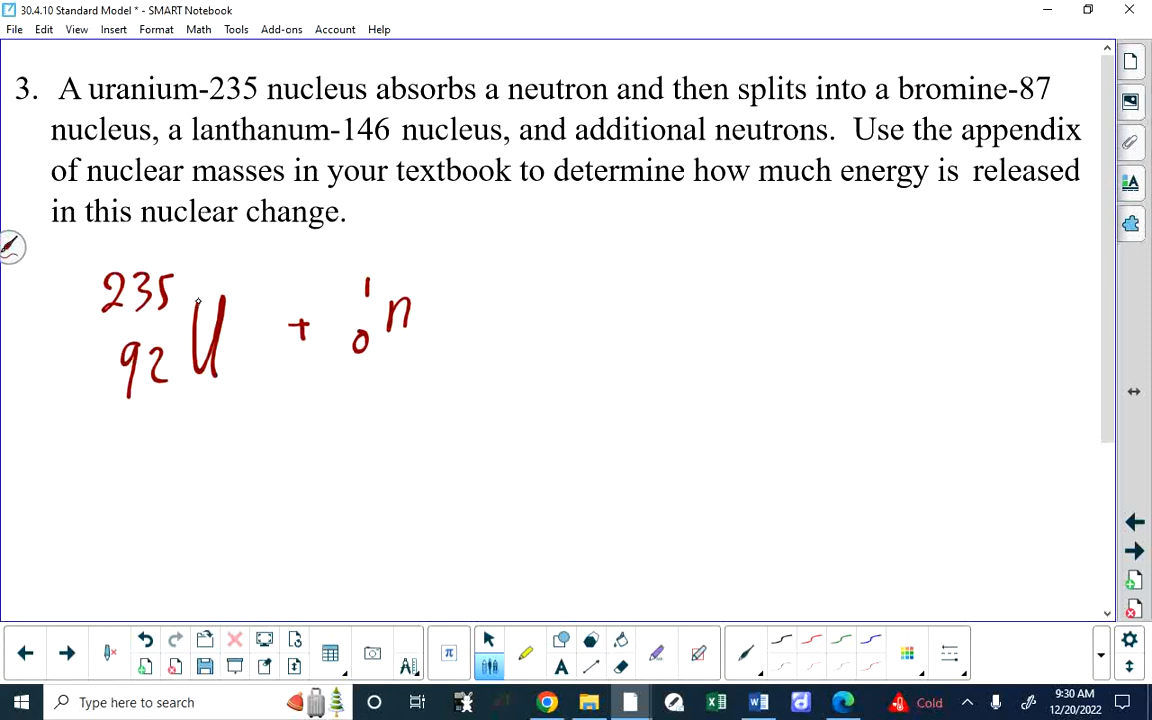 30.4.10 Standard Model * - SMART Notebook
File Edit View Insert Format Math Tools Add-ons Account Help
3. A uranium-235 nucleus absorbs a neutron and then splits into a bromine-87
nucleus, a lanthanum-146 nucleus, and additional neutrons. Use the appendix
of nuclear masses in your textbook to determine how much energy is released
in this nuclear change.
235 1
92 U + 0 n
π
A
Type here to search
Cold
9:30 AM
12/20/2022